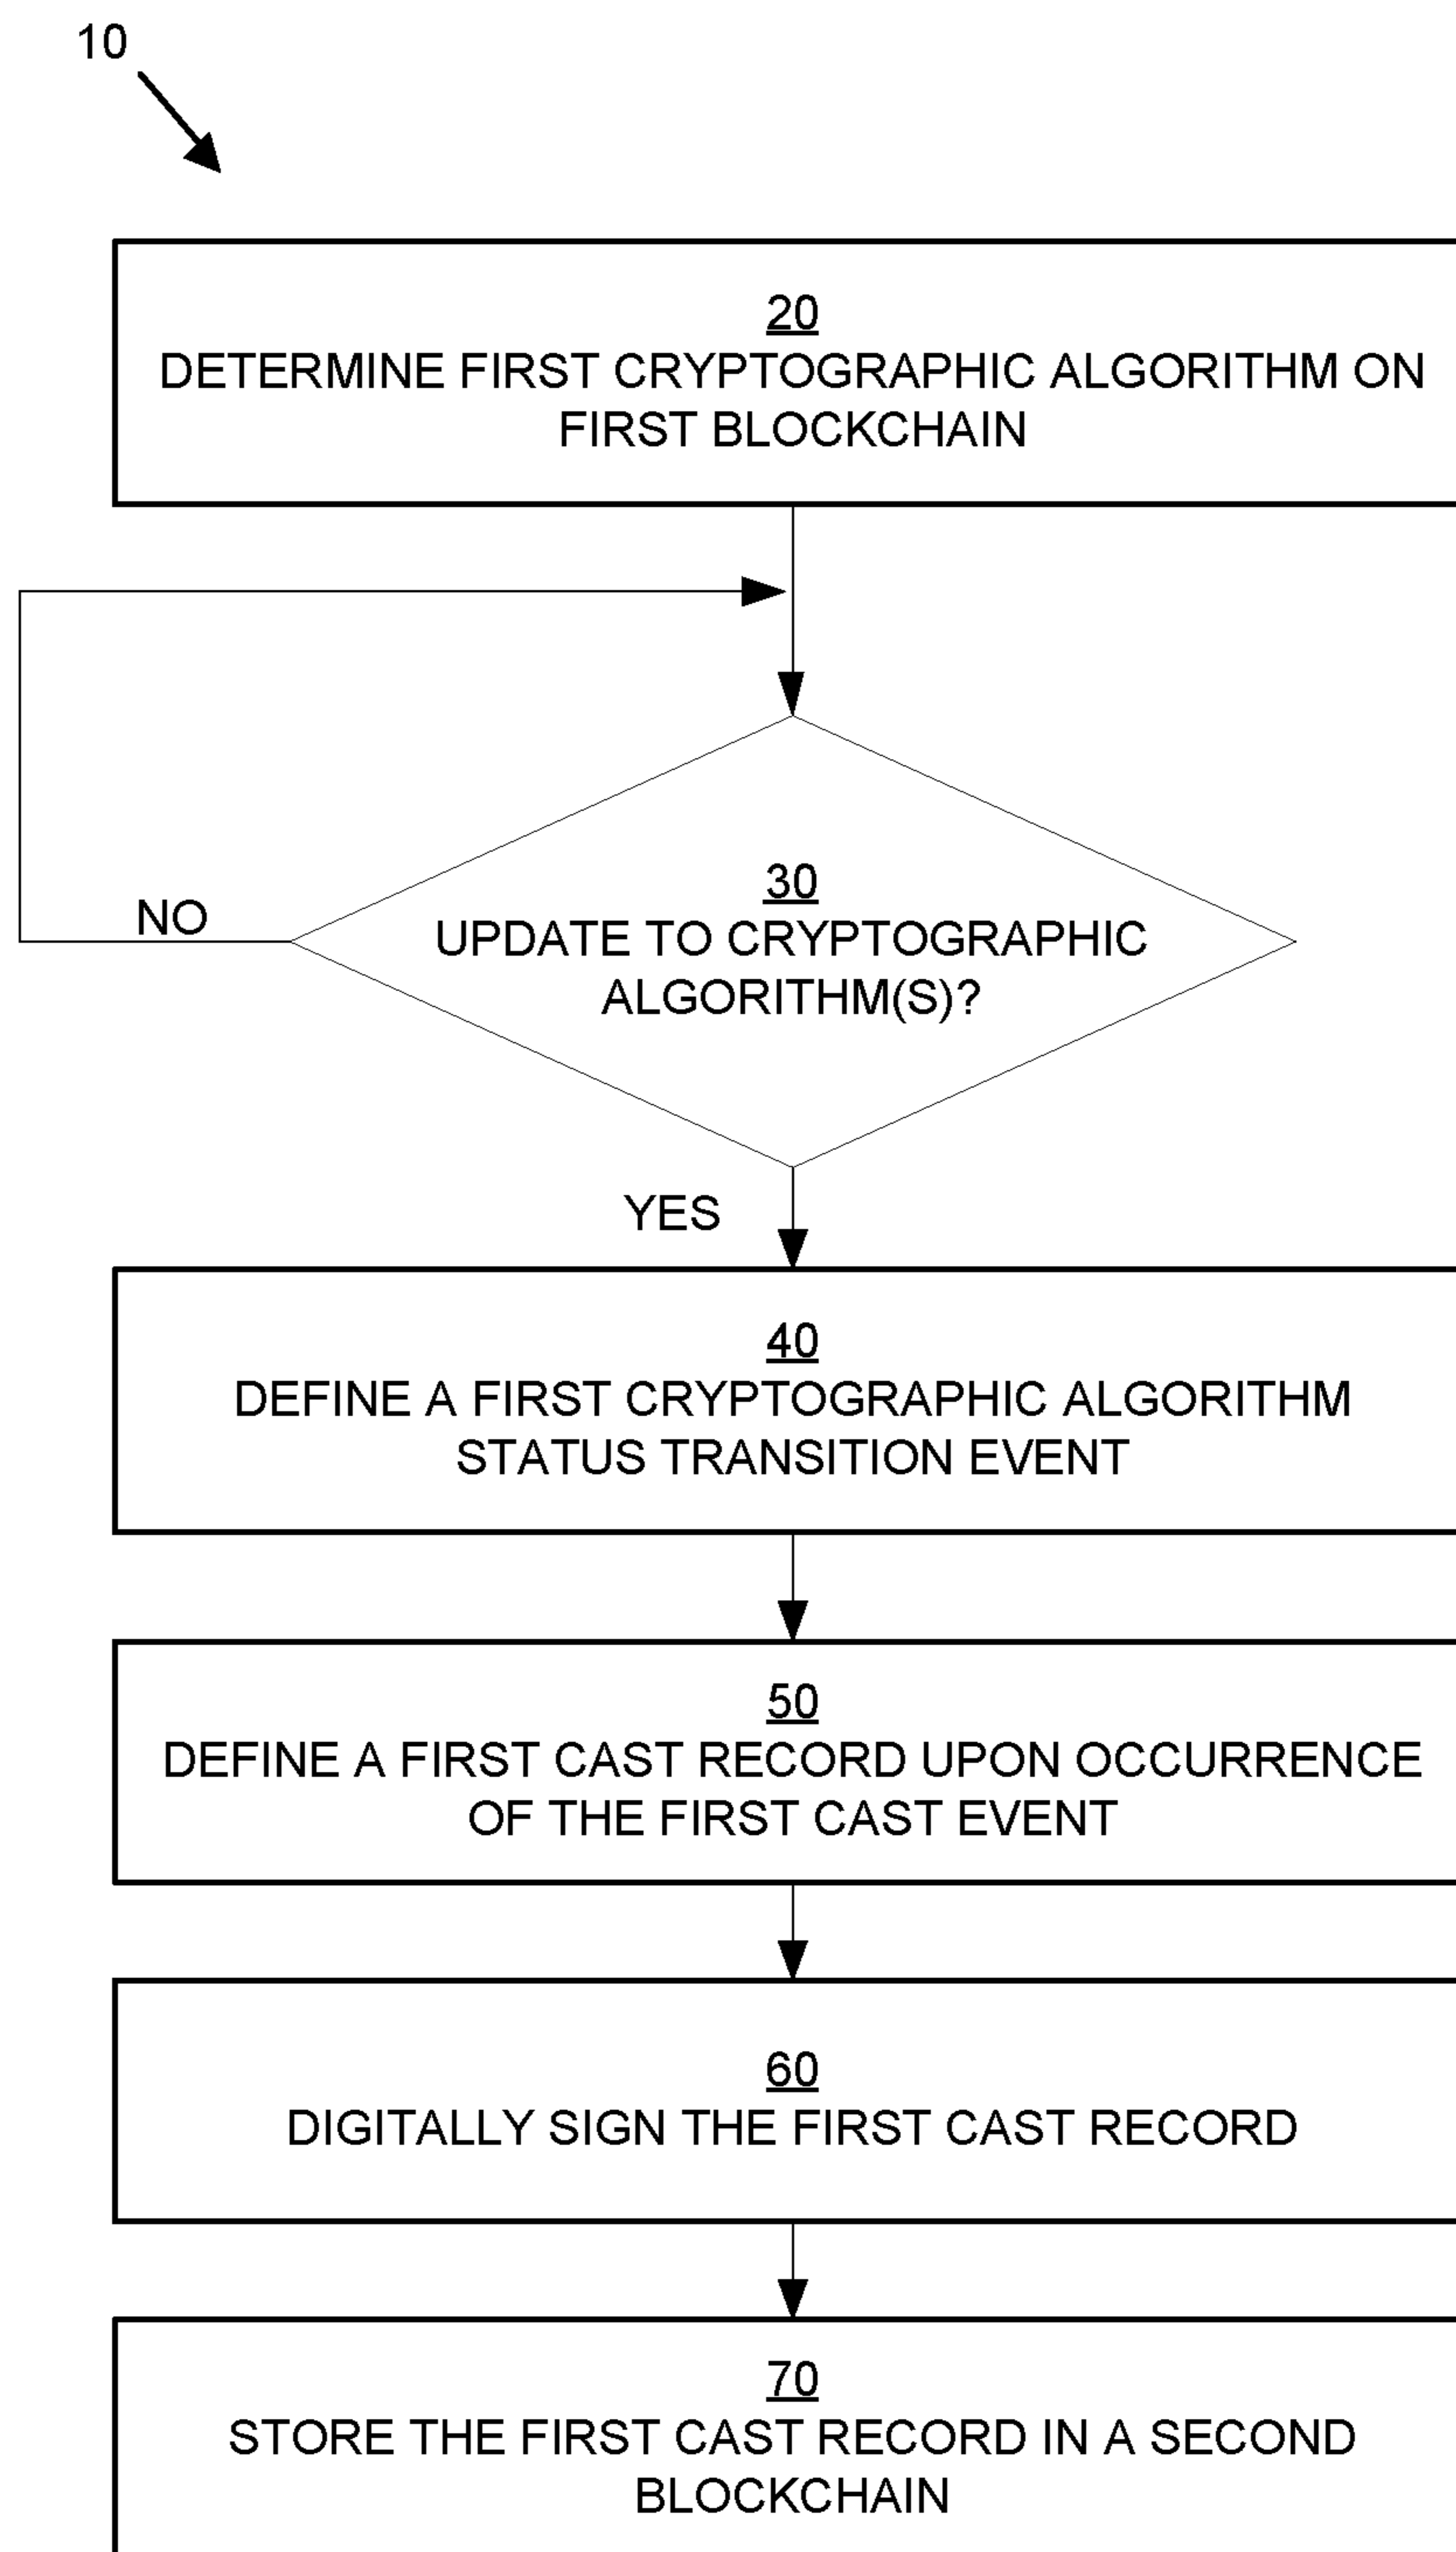 10
20
DETERMINE FIRST CRYPTOGRAPHIC ALGORITHM ON
FIRST BLOCKCHAIN
30
UPDATE TO CRYPTOGRAPHIC
ALGORITHM(S)?
NO
YES
40
DEFINE A FIRST CRYPTOGRAPHIC ALGORITHM
STATUS TRANSITION EVENT
50
DEFINE A FIRST CAST RECORD UPON OCCURRENCE
OF THE FIRST CAST EVENT
60
DIGITALLY SIGN THE FIRST CAST RECORD
70
STORE THE FIRST CAST RECORD IN A SECOND
BLOCKCHAIN